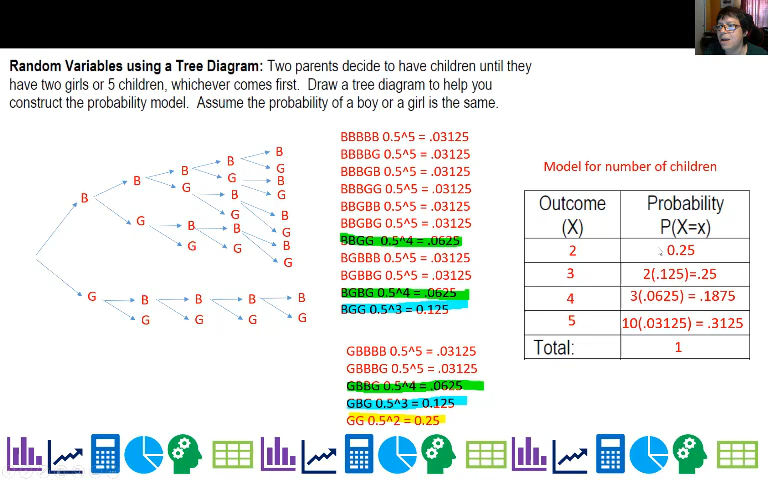 Random Variables using a Tree Diagram: Two parents decide to have children until they
have two girls or 5 children, whichever comes first. Draw a tree diagram to help you
construct the probability model. Assume the probability of a boy or a girl is the same.
B
B
B
B
B
G
G
G
B
G
B
G
B
G
B
G
B
B
G
G
B
G
G
B
B
B
B
G
G
G
G
BBBBB 0.5^5 = .03125
BBBBG 0.5^5 = .03125
BBBGB 0.5^5 = .03125
BBBGG 0.5^5 = .03125
BBGBB 0.5^5 = .03125
BBGBG 0.5^5 = .03125
BBGG 0.5^4 = .0625
BGBBB 0.5^5 = .03125
BGBBG 0.5^5 = .03125
BGBG 0.5^4 = .0625
BGG 0.5^3 = 0.125
GBBBB 0.5^5 = .03125
GBBBG 0.5^5 = .03125
GBBG 0.5^4 = .0625
GBG 0.5^3 = 0.125
GG 0.5^2 = 0.25
Model for number of children
Outcome (X) Probability P(X=x)
2 0.25
3 2(.125)=.25
4 3(.0625) = .1875
5 10(.03125) = .3125
Total: 1